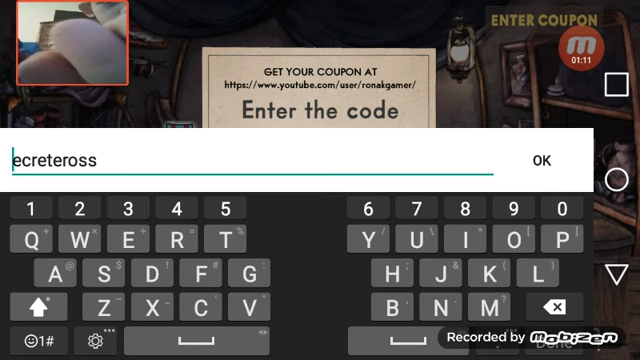 ENTER COUPON
01:11
GET YOUR COUPON AT
https://www.youtube.com/user/ronakgamer/
Enter the code
ecreteross
OK
1 2 3 4 5 6 7 8 9 0
Q W E R T Y U I O P
A S D F G H J K L
Z X C V B N M
1#
Recorded by Mobizen